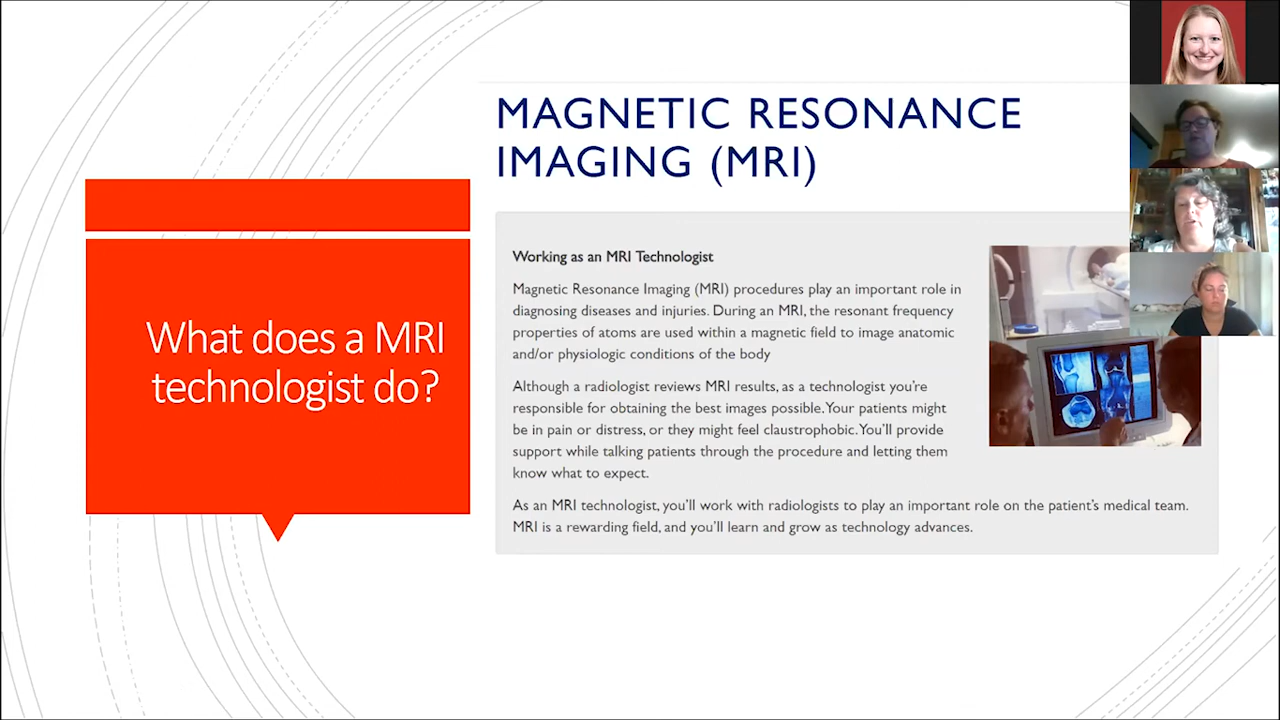 MAGNETIC RESONANCE
IMAGING (MRI)
What does a MRI
technologist do?
Working as an MRI Technologist
Magnetic Resonance Imaging (MRI) procedures play an important role in
diagnosing diseases and injuries. During an MRI, the resonant frequency
properties of atoms are used within a magnetic field to image anatomic
and/or physiologic conditions of the body
Although a radiologist reviews MRI results, as a technologist you're
responsible for obtaining the best images possible. Your patients might
be in pain or distress, or they might feel claustrophobic. You'll provide
support while talking patients through the procedure and letting them
know what to expect.
As an MRI technologist, you'll work with radiologists to play an important role on the patient's medical team.
MRI is a rewarding field, and you'll learn and grow as technology advances.